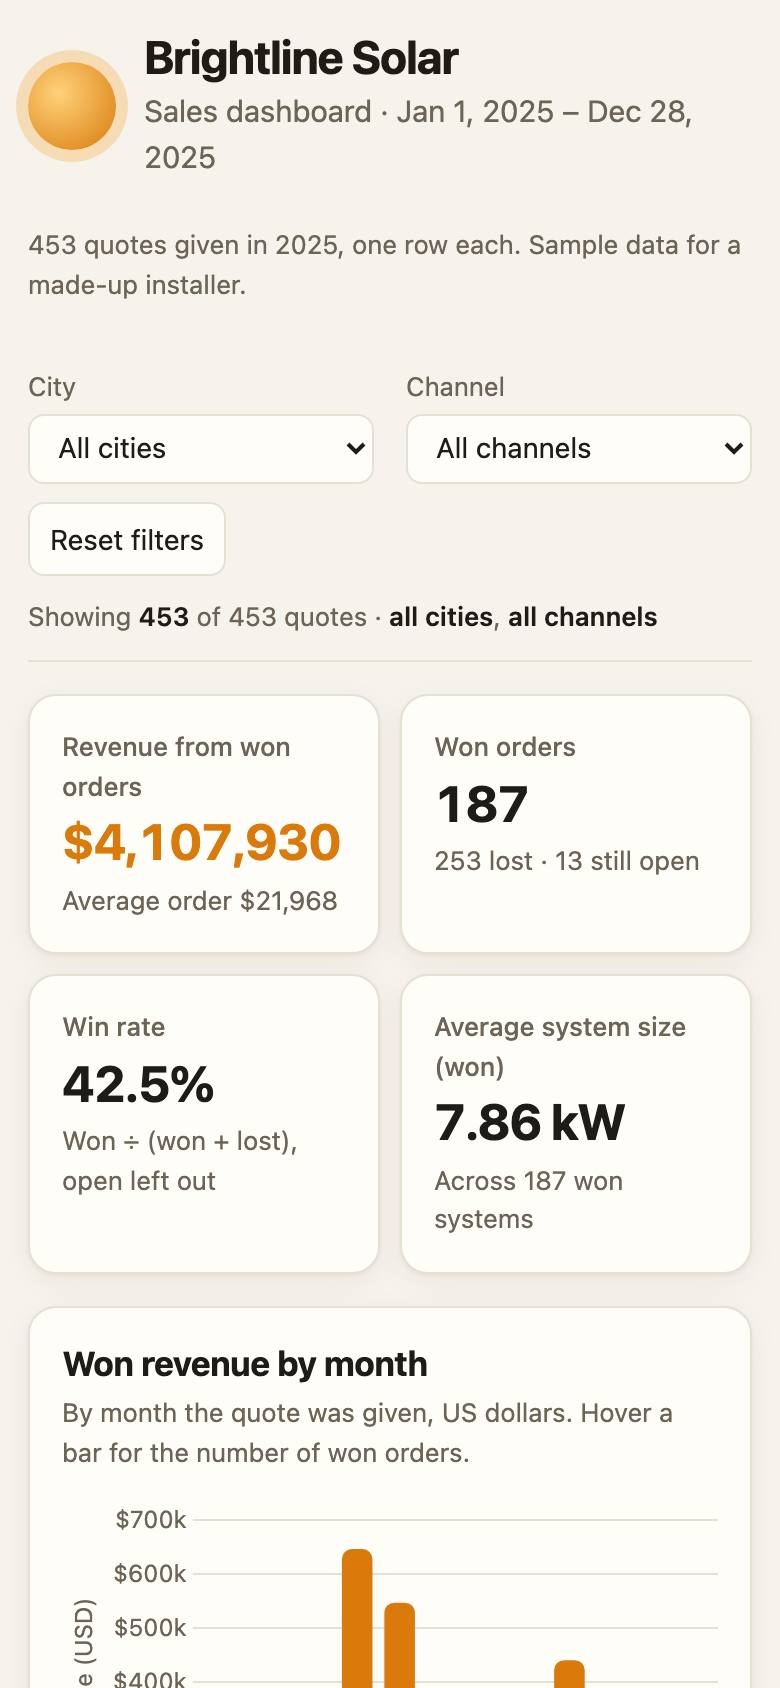 Brightline Solar
Sales dashboard · Jan 1, 2025 – Dec 28,
2025
453 quotes given in 2025, one row each. Sample data for a
made-up installer.
City
Channel
All cities
All channels
Reset filters
Showing 453 of 453 quotes · all cities, all channels
Revenue from won
orders
$4,107,930
Average order $21,968
Won orders
187
253 lost · 13 still open
Win rate
42.5%
Won ÷ (won + lost),
open left out
Average system size
(won)
7.86 kW
Across 187 won
systems
Won revenue by month
By month the quote was given, US dollars. Hover a
bar for the number of won orders.
$700k
$600k
$500k
$400k
e (USD)